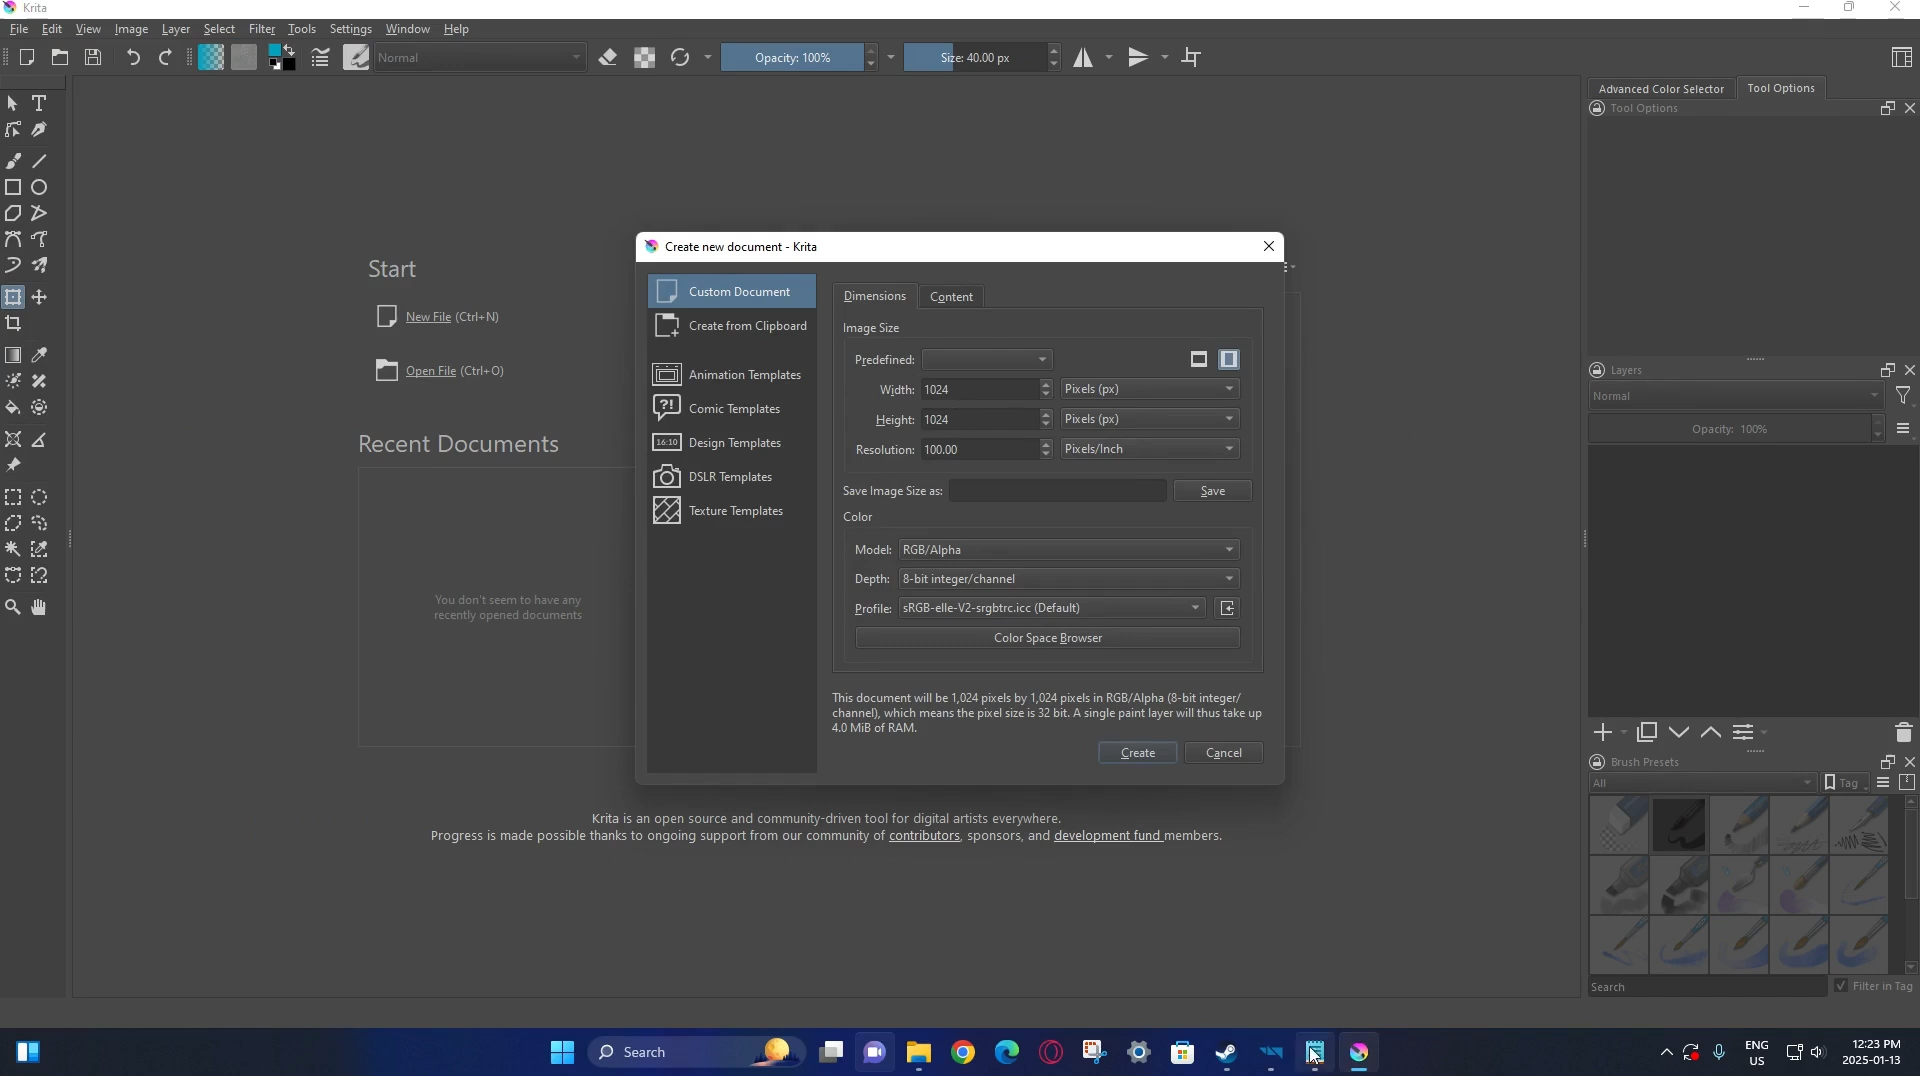 Krita
File Edit View Image Layer Select Filter Tools Settings Window Help
Normal
Opacity: 100%
Size: 40.00 px
Advanced Color Selector
Tool Options
Tool Options
Start
New File (Ctrl+N)
Open File (Ctrl+O)
Recent Documents
You don't seem to have any
recently opened documents
Create new document - Krita
Custom Document
Create from Clipboard
Animation Templates
?!
Comic Templates
16:10
Design Templates
DSLR Templates
Texture Templates
Dimensions
Content
Image Size
Predefined:
Width: 1024 Pixels (px)
Height: 1024 Pixels (px)
Resolution: 100.00 Pixels/Inch
Save Image Size as: Save
Color
Model: RGB/Alpha
Depth: 8-bit integer/channel
Profile: sRGB-elle-V2-srgbtrc.icc (Default)
Color Space Browser
This document will be 1,024 pixels by 1,024 pixels in RGB/Alpha (8-bit integer/
channel), which means the pixel size is 32 bit. A single paint layer will thus take up
4.0 MiB of RAM.
Create
Cancel
Krita is an open source and community-driven tool for digital artists everywhere.
Progress is made possible thanks to ongoing support from our community of contributors, sponsors, and development fund members.
Layers
Normal
Opacity: 100%
Brush Presets
All
Tag
Search
Filter in Tag
Search
ENG
US
12:23 PM
2025-01-13